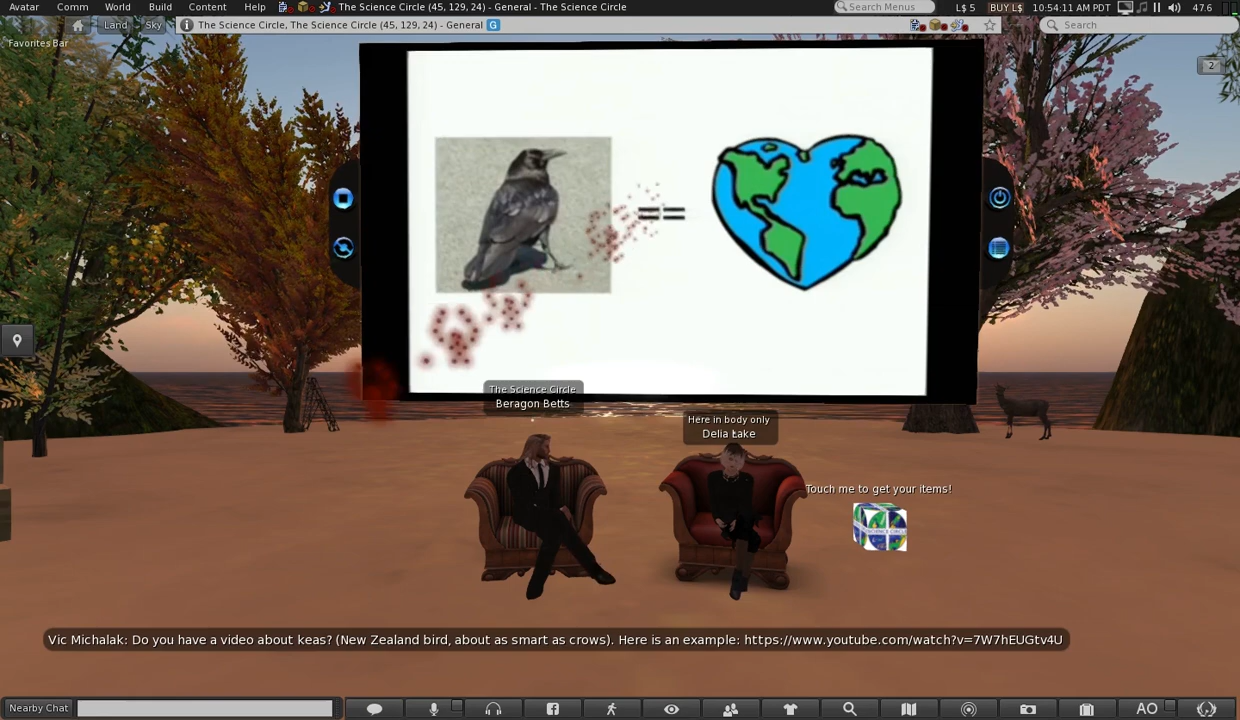 Avatar Comm World Build Content Help The Science Circle, The Science Circle (45, 129, 24) - General - The Science Circle Search Menus L$ 5 BUY L$ 10:54:11 AM PDT 47.6
Land Sky The Science Circle, The Science Circle (45, 129, 24) - General G Search
Favorites Bar
2
==
The Science Circle
Beragon Betts
Here in body only
Delia Lake
Touch me to get your items!
SCIENCE CIRCLE
Vic Michalak: Do you have a video about keas? (New Zealand bird, about as smart as crows). Here is an example: https://www.youtube.com/watch?v=7W7hEUGtv4U
Nearby Chat AO